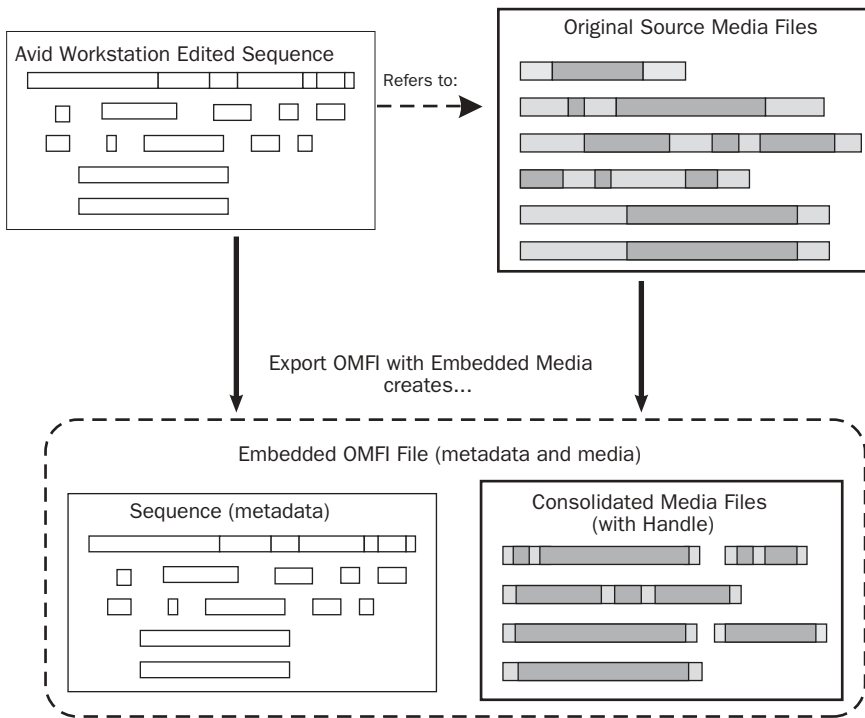 Avid Workstation Edited Sequence
Refers to:
Original Source Media Files
Export OMFI with Embedded Media
creates...
Embedded OMFI File (metadata and media)
Sequence (metadata)
Consolidated Media Files
(with Handle)